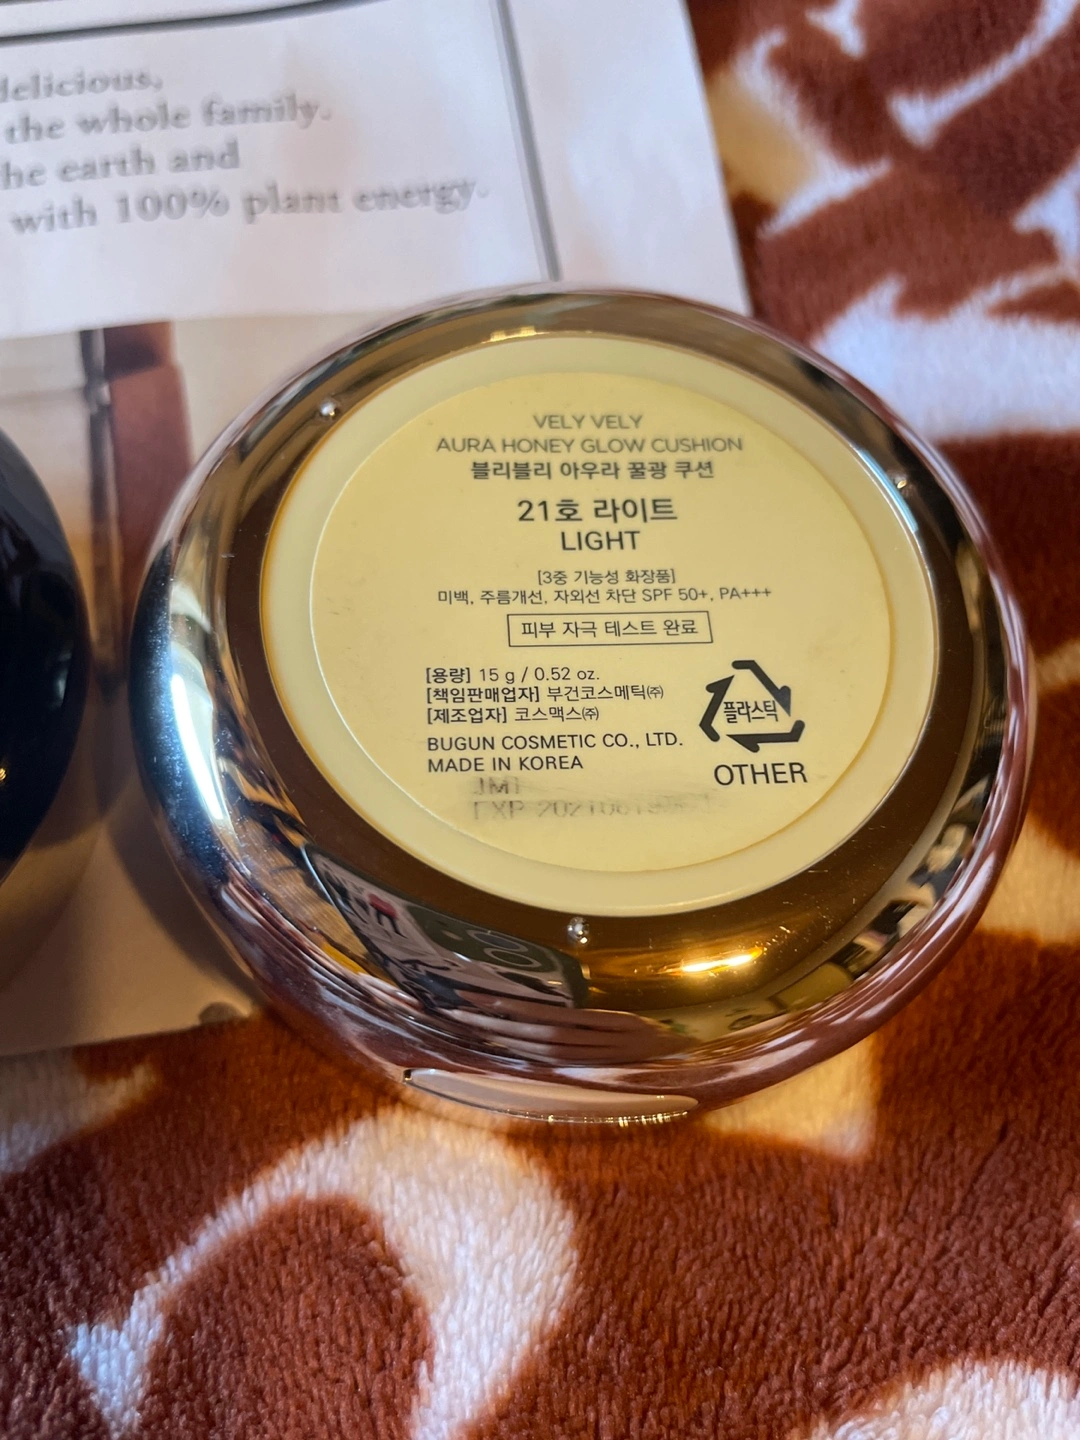 delicious,
the whole family.
the earth and
with 100% plant energy.
VELY VELY
AURA HONEY GLOW CUSHION
블리블리 아우라 꿀광 쿠션
21호 라이트
LIGHT
[3중 기능성 화장품]
미백, 주름개선, 자외선 차단 SPF 50+, PA+++
피부 자극 테스트 완료
[용량] 15 g / 0.52 oz.
[책임판매업자] 부건코스메틱㈜
[제조업자] 코스맥스㈜
BUGUN COSMETIC CO., LTD.
MADE IN KOREA
플라스틱
OTHER
EXP